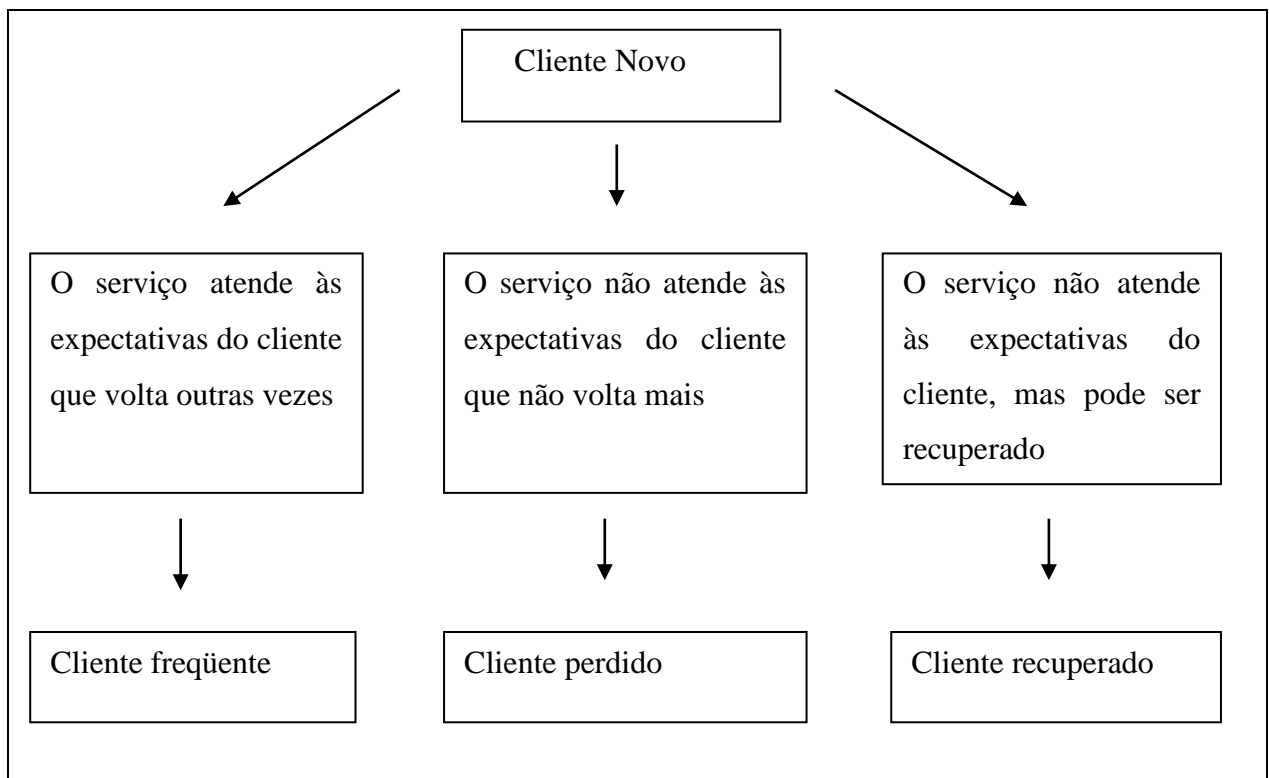 Cliente Novo
O serviço atende às
expectativas do cliente
que volta outras vezes
O serviço não atende às
expectativas do cliente
que não volta mais
O serviço não atende
às expectativas do
cliente, mas pode ser
recuperado
Cliente freqüente
Cliente perdido
Cliente recuperado